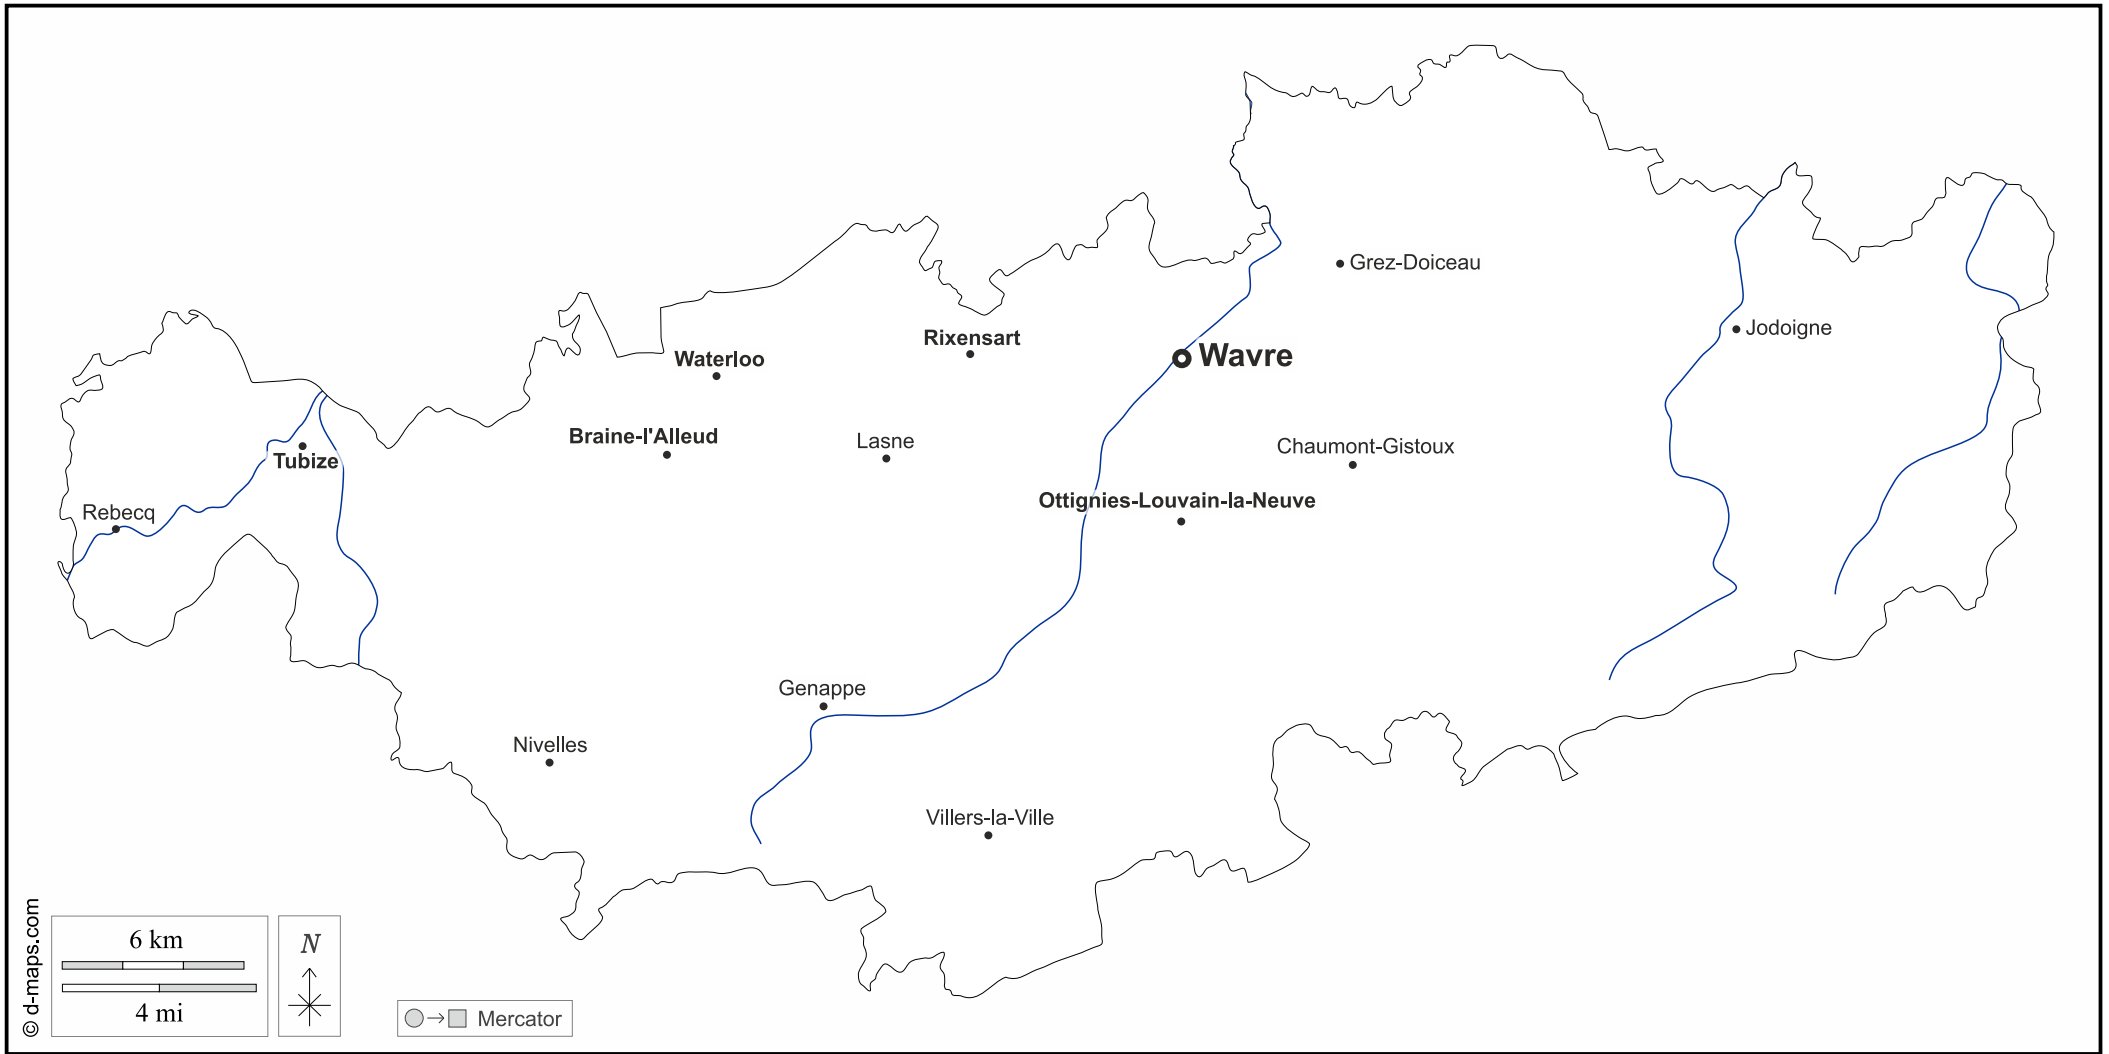 Grez-Doiceau
Jodoigne
Rixensart
Wavre
Waterloo
Braine-l'Alleud
Lasne
Chaumont-Gistoux
Tubize
Ottignies-Louvain-la-Neuve
Rebecq
Genappe
Nivelles
Villers-la-Ville
© d-maps.com
6 km
4 mi
N
Mercator